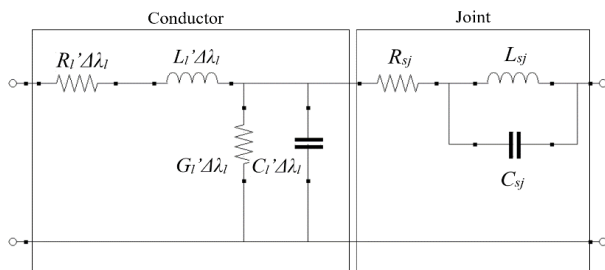 Conductor
Joint
Rl’Δλl
Ll’Δλl
Rsj
Lsj
Gl’Δλl
Cl’Δλl
Csj